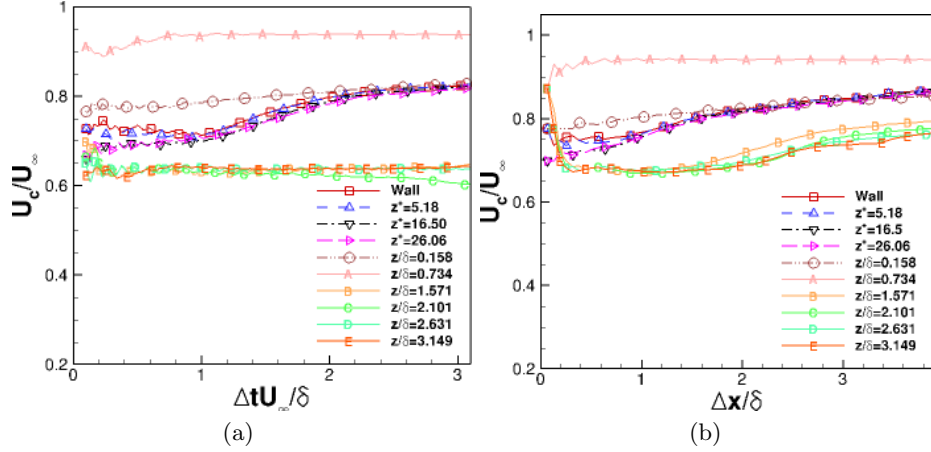 1
0.8
0.6
0.4
0.2
U_c/U_∞
0 1 2 3
ΔtU_∞/δ
Wall
z⁺=5.18
z⁺=16.50
z⁺=26.06
z/δ=0.158
z/δ=0.734
z/δ=1.571
z/δ=2.101
z/δ=2.631
z/δ=3.149
A A A A A A A A A A
B
C
D
E
(a)
1
0.8
0.6
0.4
0.2
U_c/U_∞
0 1 2 3
Δx/δ
Wall
z⁺=5.18
z⁺=16.5
z⁺=26.06
z/δ=0.158
z/δ=0.734
z/δ=1.571
z/δ=2.101
z/δ=2.631
z/δ=3.149
(b)